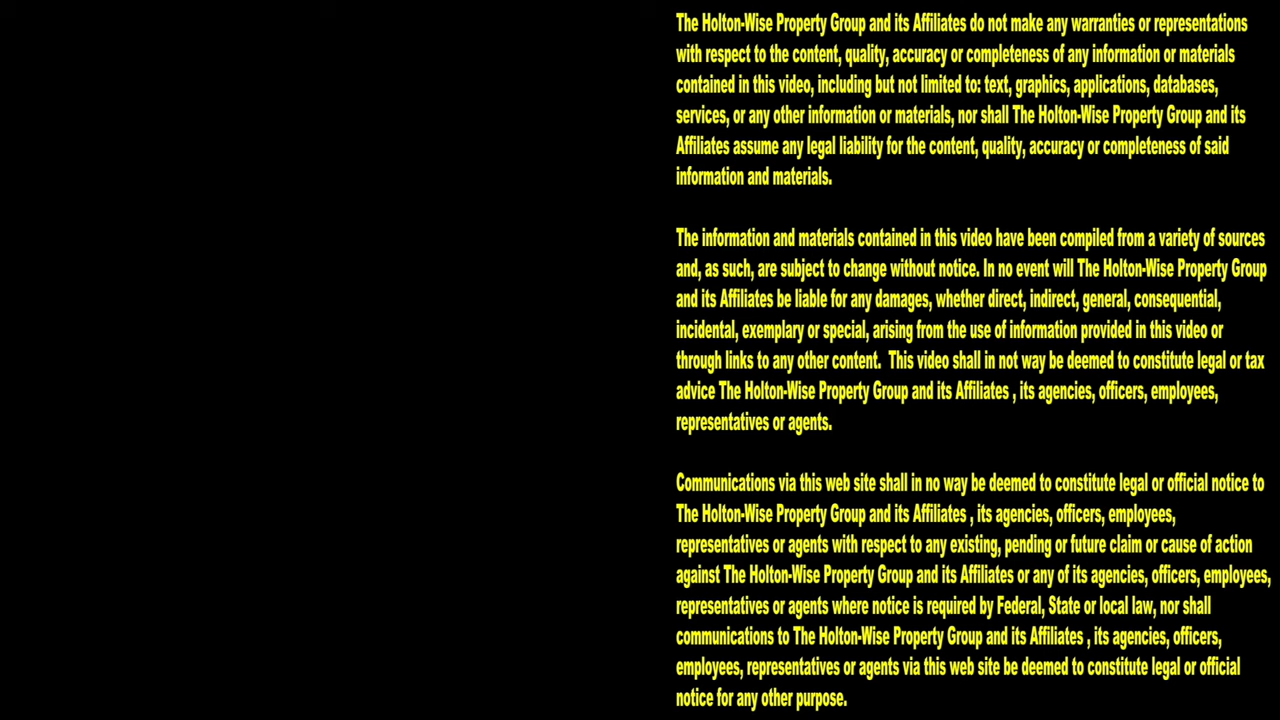 The Holton-Wise Property Group and its Affiliates do not make any warranties or representations
with respect to the content, quality, accuracy or completeness of any information or materials
contained in this video, including but not limited to: text, graphics, applications, databases,
services, or any other information or materials, nor shall The Holton-Wise Property Group and its
Affiliates assume any legal liability for the content, quality, accuracy or completeness of said
information and materials.
The information and materials contained in this video have been compiled from a variety of sources
and, as such, are subject to change without notice. In no event will The Holton-Wise Property Group
and its Affiliates be liable for any damages, whether direct, indirect, general, consequential,
incidental, exemplary or special, arising from the use of information provided in this video or
through links to any other content.  This video shall in not way be deemed to constitute legal or tax
advice The Holton-Wise Property Group and its Affiliates , its agencies, officers, employees,
representatives or agents.
Communications via this web site shall in no way be deemed to constitute legal or official notice to
The Holton-Wise Property Group and its Affiliates , its agencies, officers, employees,
representatives or agents with respect to any existing, pending or future claim or cause of action
against The Holton-Wise Property Group and its Affiliates or any of its agencies, officers, employees,
representatives or agents where notice is required by Federal, State or local law, nor shall
communications to The Holton-Wise Property Group and its Affiliates , its agencies, officers,
employees, representatives or agents via this web site be deemed to constitute legal or official
notice for any other purpose.